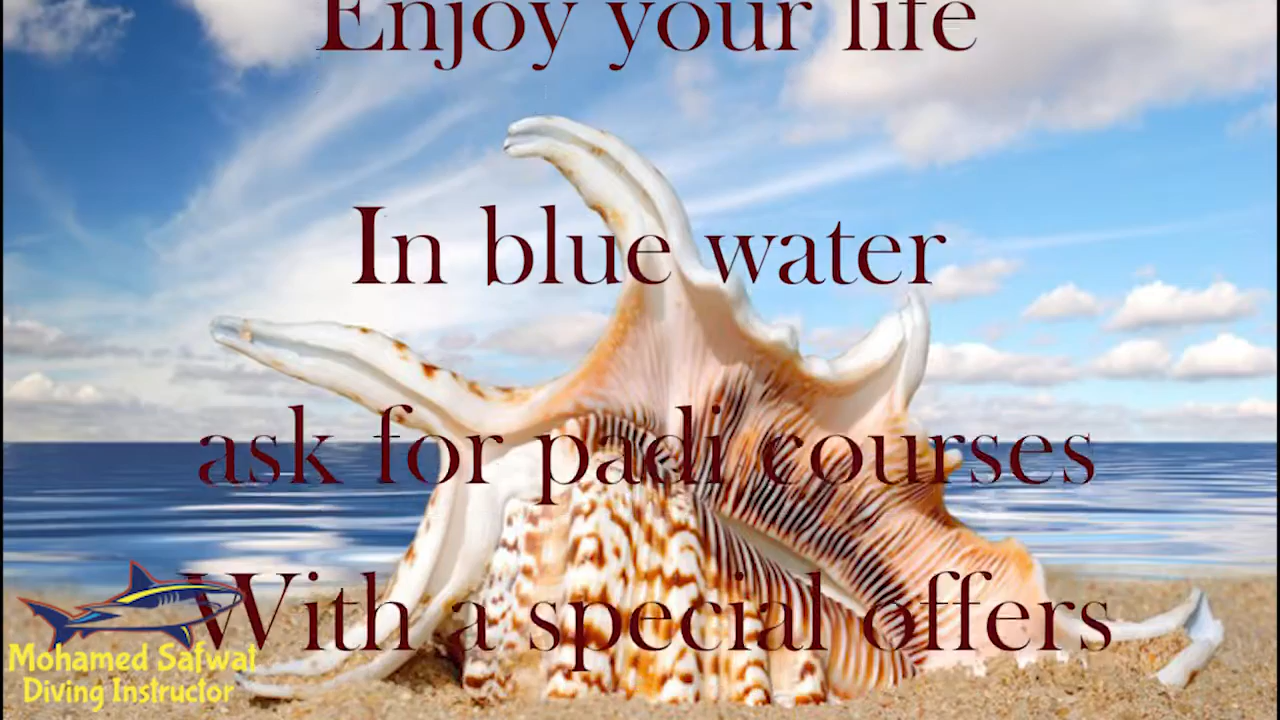 Enjoy your life
In blue water
ask for padi courses
With a special offers
Mohamed Safwat
Diving Instructor